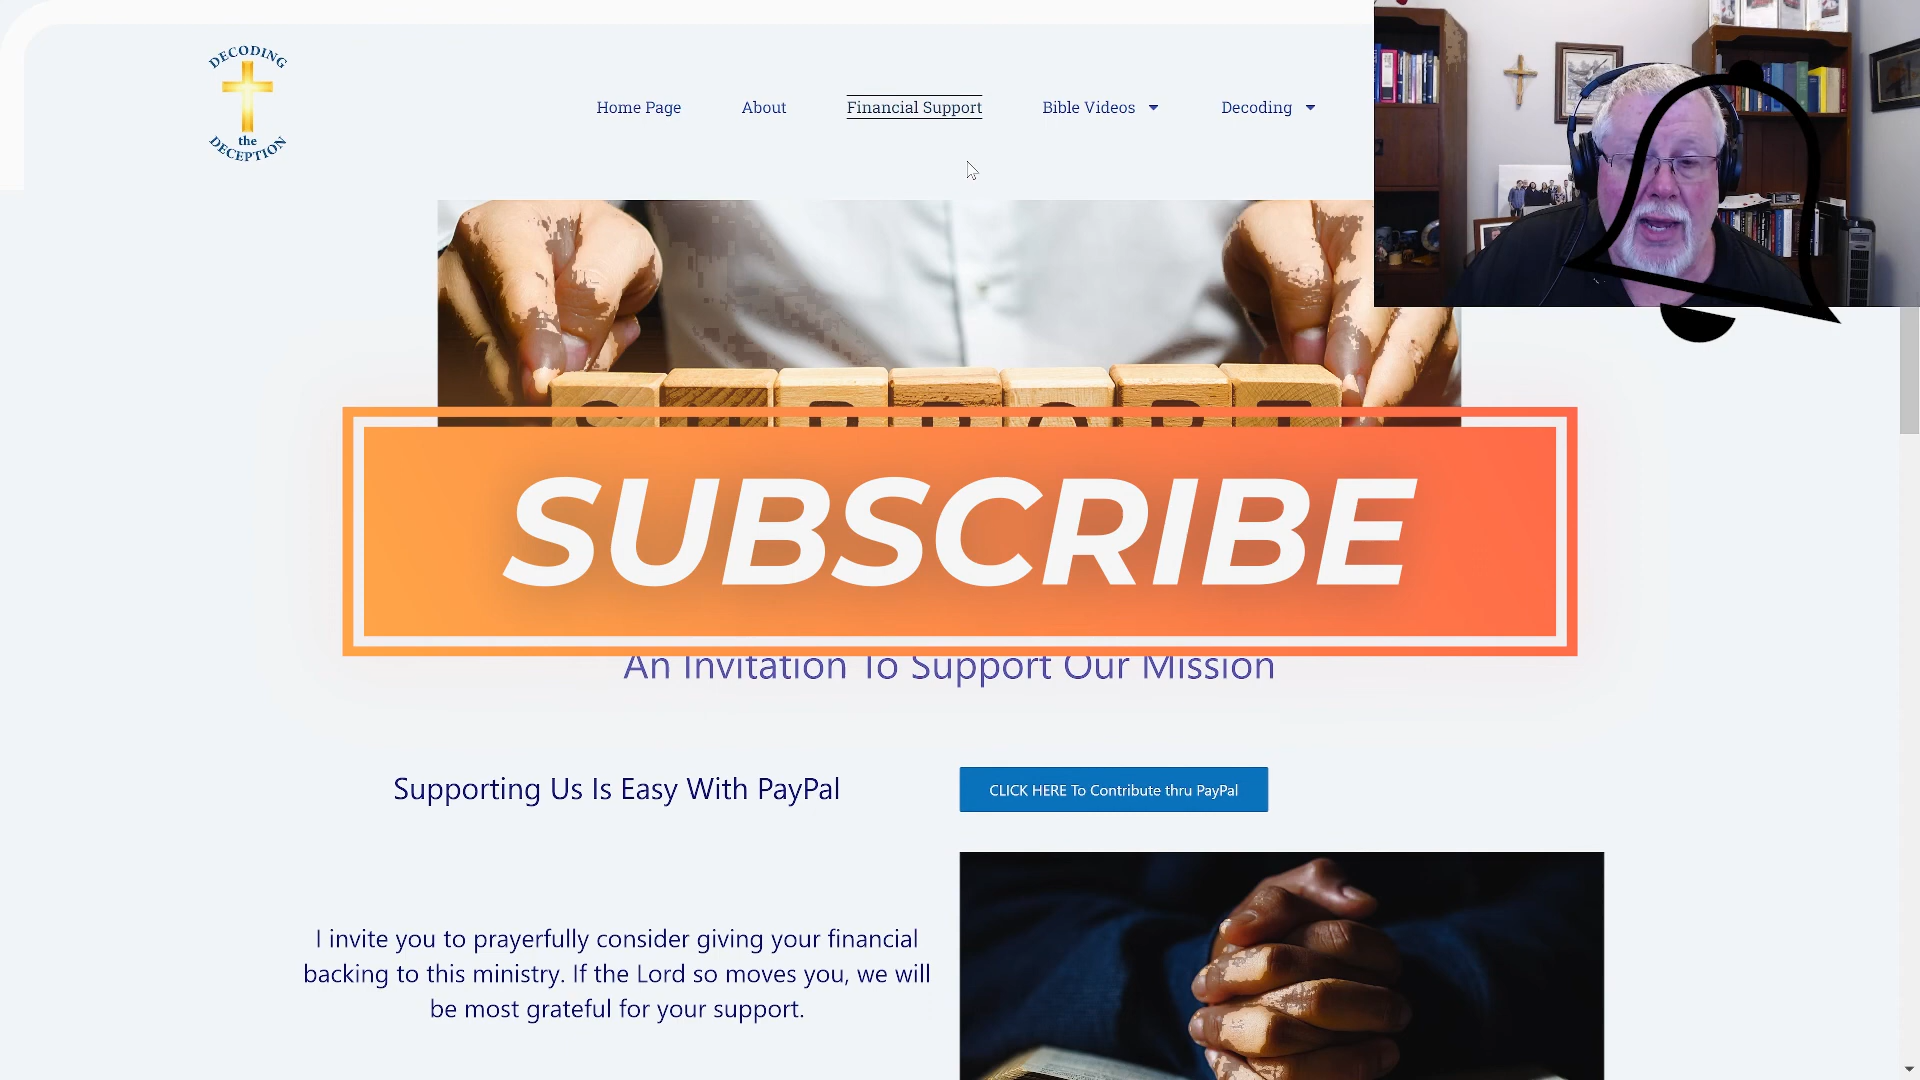 DECODING
the
DECEPTION
Home Page
About
Financial Support
Bible Videos
Decoding
SUPPORT
SUBSCRIBE
An Invitation To Support Our Mission
Supporting Us Is Easy With PayPal
CLICK HERE To Contribute thru PayPal
I invite you to prayerfully consider giving your financial
backing to this ministry. If the Lord so moves you, we will
be most grateful for your support.